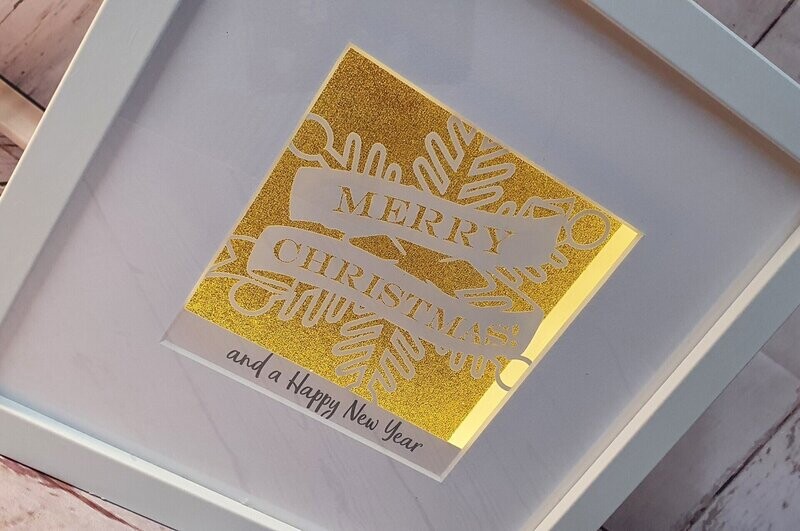 MERRY
CHRISTMAS!
and a Happy New Year